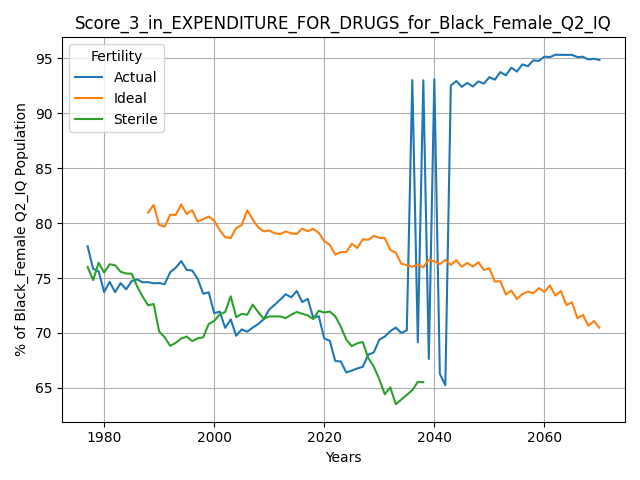 Score_3_in_EXPENDITURE_FOR_DRUGS_for_Black_Female_Q2_IQ
Fertility
Actual
Ideal
Sterile
% of Black_Female Q2_IQ Population
95
90
85
80
75
70
65
1980
2000
2020
2040
2060
Years